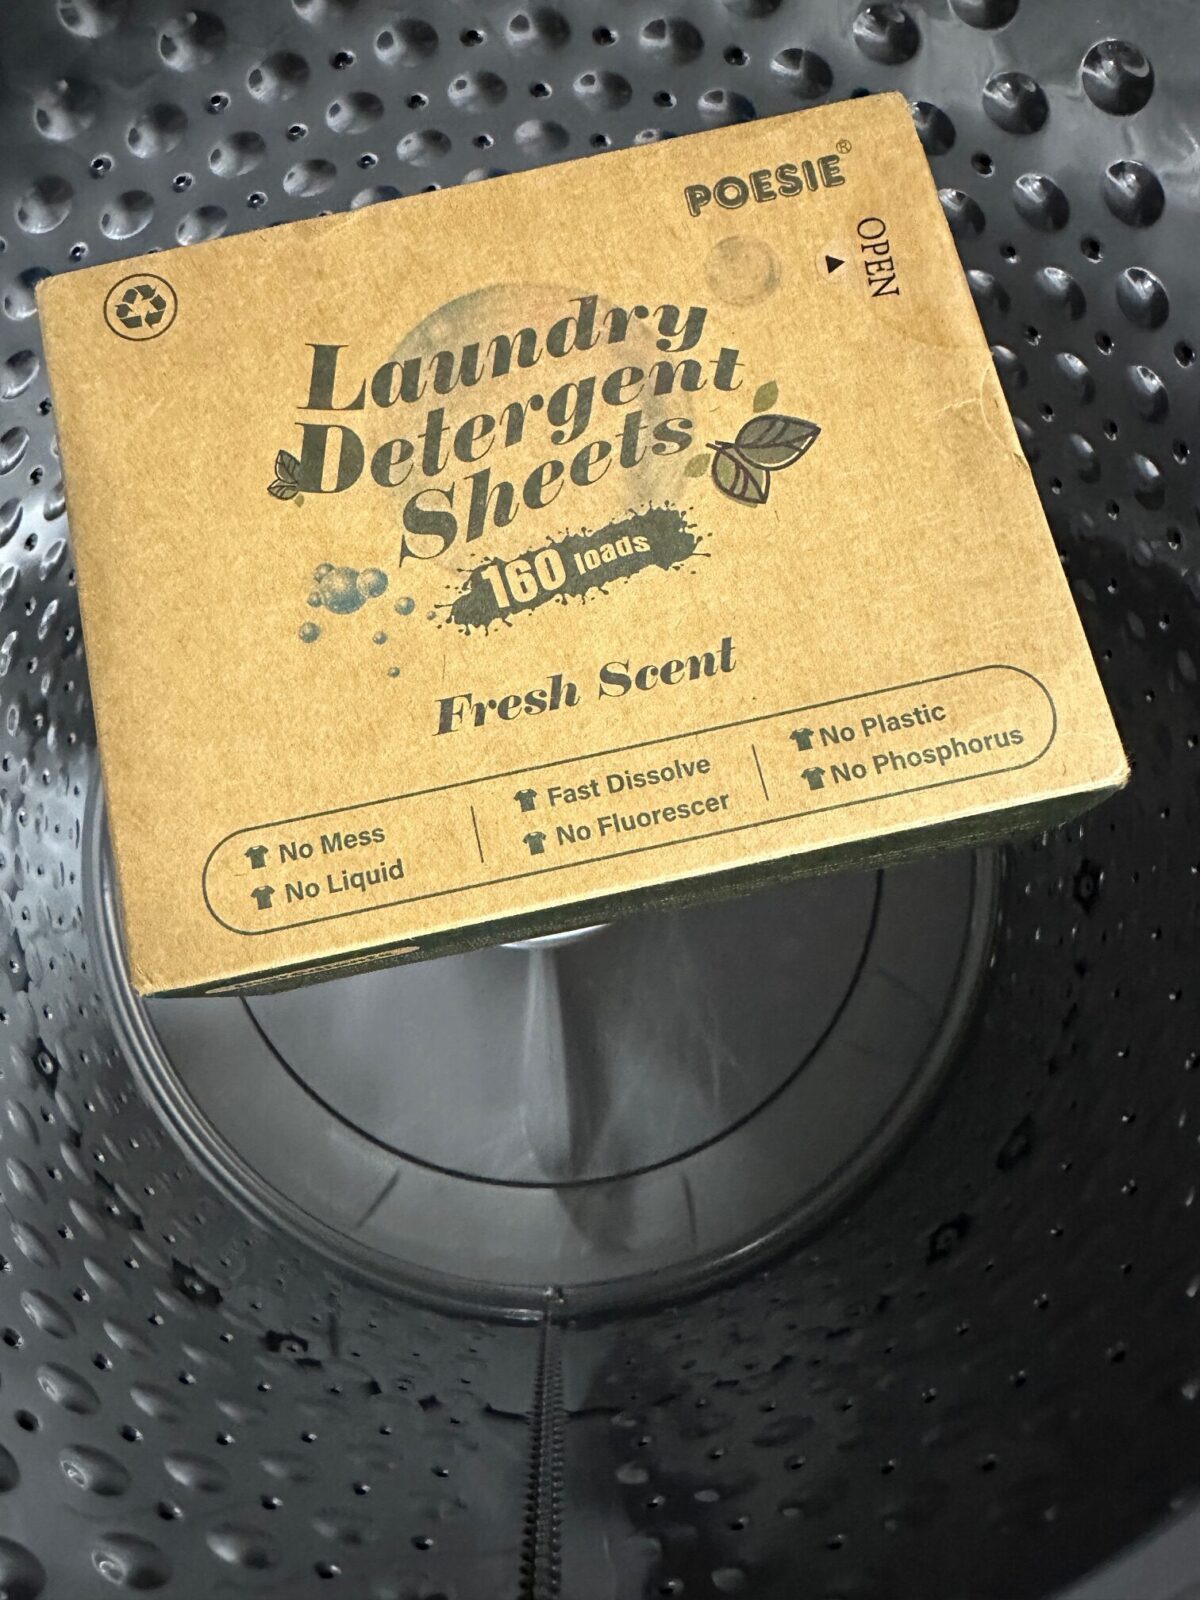 POESIE®
OPEN
Laundry
Detergent
Sheets
160 loads
Fresh Scent
No Mess
No Liquid
Fast Dissolve
No Fluorescer
No Plastic
No Phosphorus